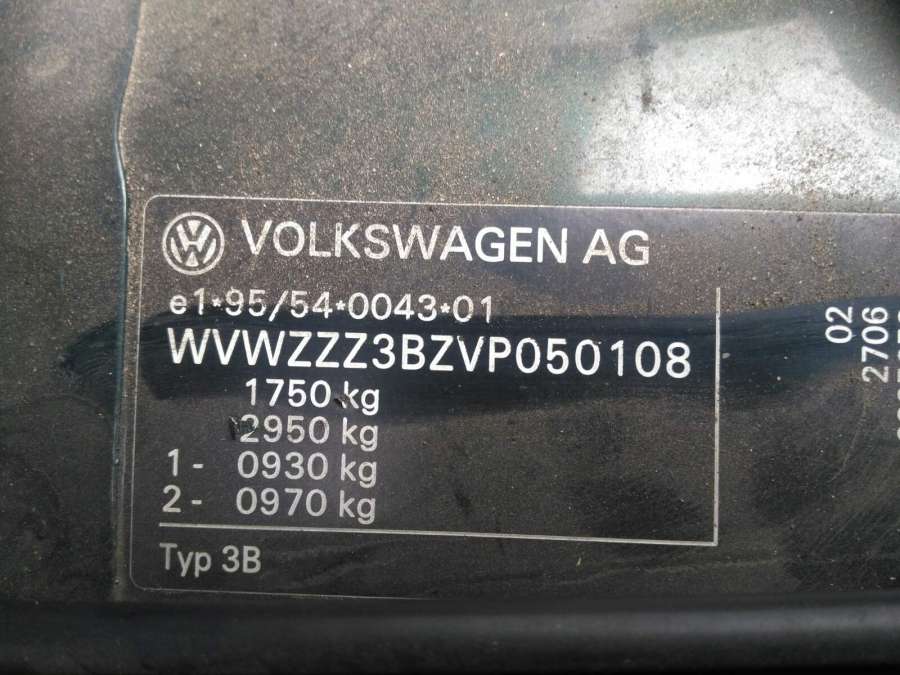 VOLKSWAGEN AG
e1*95/54*0043*01
WVWZZZ3BZVP050108
1750 kg
2950 kg
1- 0930 kg
2- 0970 kg
Typ 3B
02
2706